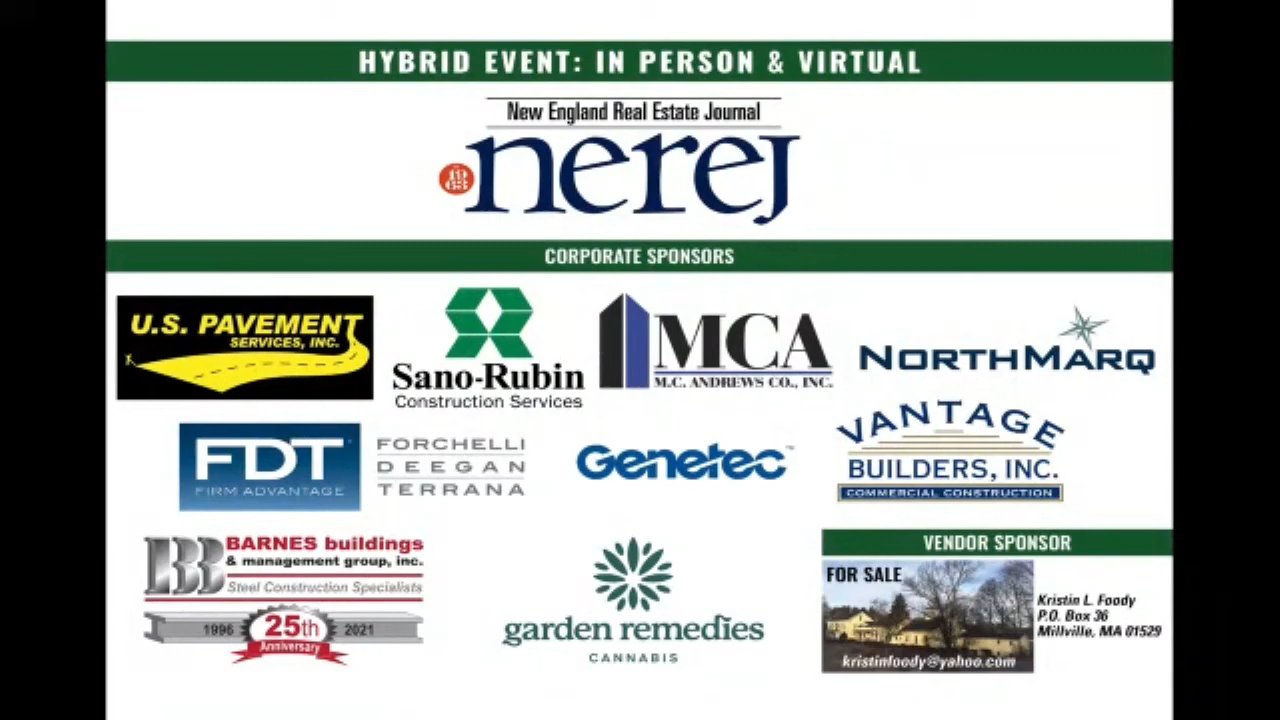 HYBRID EVENT: IN PERSON & VIRTUAL
New England Real Estate Journal
1963
nerej
CORPORATE SPONSORS
U.S. PAVEMENT
SERVICES, INC.
Sano-Rubin
Construction Services
MCA
M.C. ANDREWS CO., INC.
NORTHMARQ
FDT
FIRM ADVANTAGE
FORCHELLI
DEEGAN
TERRANA
Genetec™
VANTAGE
BUILDERS, INC.
COMMERCIAL CONSTRUCTION
BB
BARNES buildings
& management group, inc.
Steel Construction Specialists
1996 25th 2021
Anniversary
garden remedies
CANNABIS
VENDOR SPONSOR
FOR SALE
kristinfoody@yahoo.com
Kristin L. Foody
P.O. Box 36
Millville, MA 01529